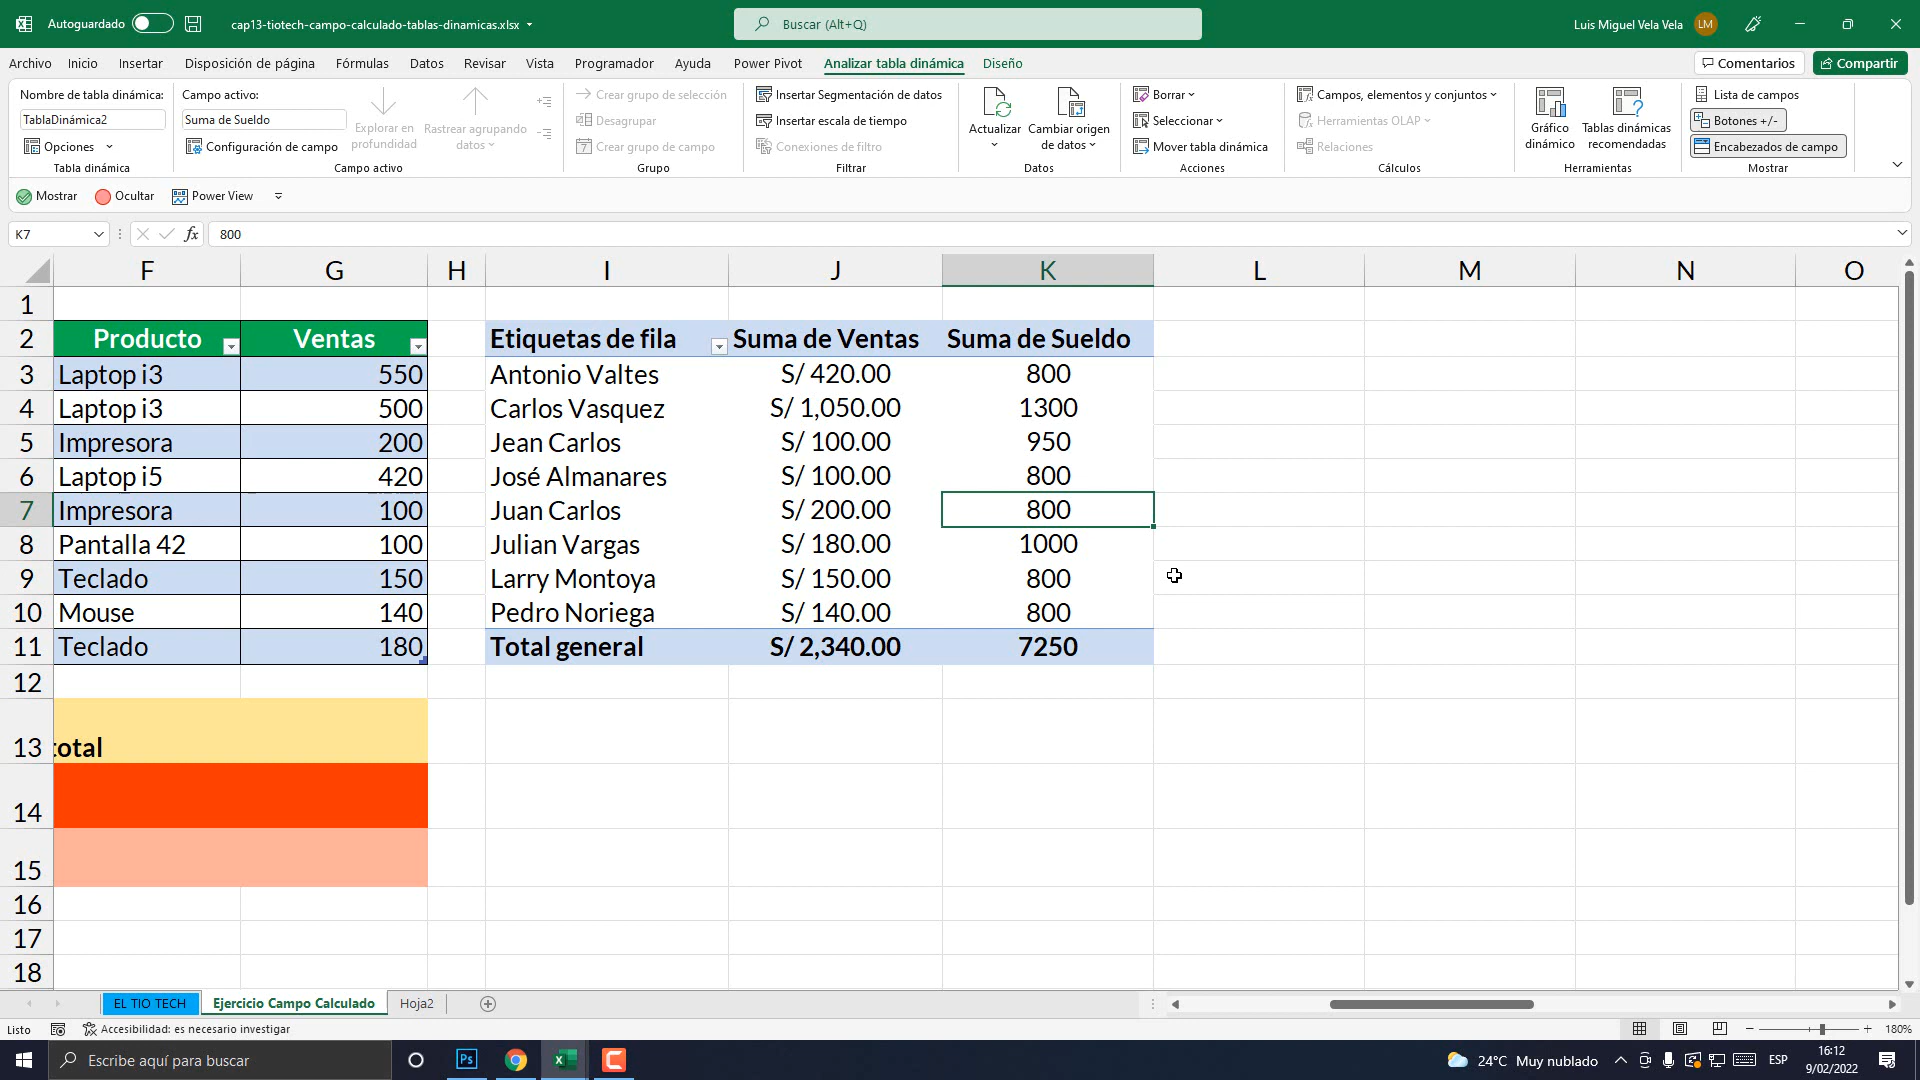 Autoguardado cap13-tiotech-campo-calculado-tablas-dinamicas.xlsx Buscar (Alt+Q) Luis Miguel Vela Vela LM
Archivo Inicio Insertar Disposición de página Fórmulas Datos Revisar Vista Programador Ayuda Power Pivot Analizar tabla dinámica Diseño Comentarios Compartir
Nombre de tabla dinámica: Campo activo: Crear grupo de selección Insertar Segmentación de datos Borrar Campos, elementos y conjuntos Lista de campos
TablaDinámica2 Suma de Sueldo Explorar en profundidad Rastrear agrupando datos Desagrupar Insertar escala de tiempo Actualizar Cambiar origen de datos Seleccionar Herramientas OLAP Gráfico dinámico Tablas dinámicas recomendadas Botones +/-
Opciones Configuración de campo Crear grupo de campo Conexiones de filtro Mover tabla dinámica Relaciones Encabezados de campo
Tabla dinámica Campo activo Grupo Filtrar Datos Acciones Cálculos Herramientas Mostrar
Mostrar Ocultar Power View
K7 fx 800
F G H I J K L M N O
1
2 Producto Ventas Etiquetas de fila Suma de Ventas Suma de Sueldo
3 Laptop i3 550 Antonio Valtes S/ 420.00 800
4 Laptop i3 500 Carlos Vasquez S/ 1,050.00 1300
5 Impresora 200 Jean Carlos S/ 100.00 950
6 Laptop i5 420 José Almanares S/ 100.00 800
7 Impresora 100 Juan Carlos S/ 200.00 800
8 Pantalla 42 100 Julian Vargas S/ 180.00 1000
9 Teclado 150 Larry Montoya S/ 150.00 800
10 Mouse 140 Pedro Noriega S/ 140.00 800
11 Teclado 180 Total general S/ 2,340.00 7250
12
13 total
14
15
16
17
18
EL TIO TECH Ejercicio Campo Calculado Hoja2
Listo Accesibilidad: es necesario investigar 180%
Escribe aquí para buscar Ps 24°C Muy nublado ESP 16:12
9/02/2022